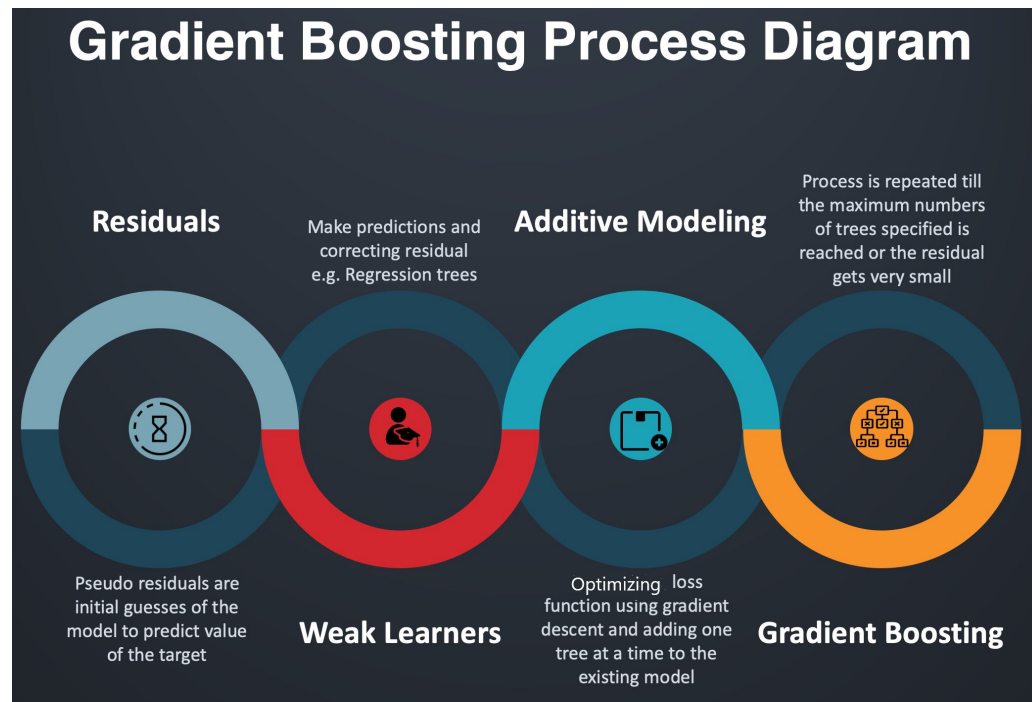 Gradient Boosting Process Diagram
Residuals
Pseudo residuals are
initial guesses of the
model to predict value
of the target
Make predictions and
correcting residual
e.g. Regression trees
Weak Learners
Additive Modeling
Optimizing loss
function using gradient
descent and adding one
tree at a time to the
existing model
Process is repeated till
the maximum numbers
of trees specified is
reached or the residual
gets very small
Gradient Boosting